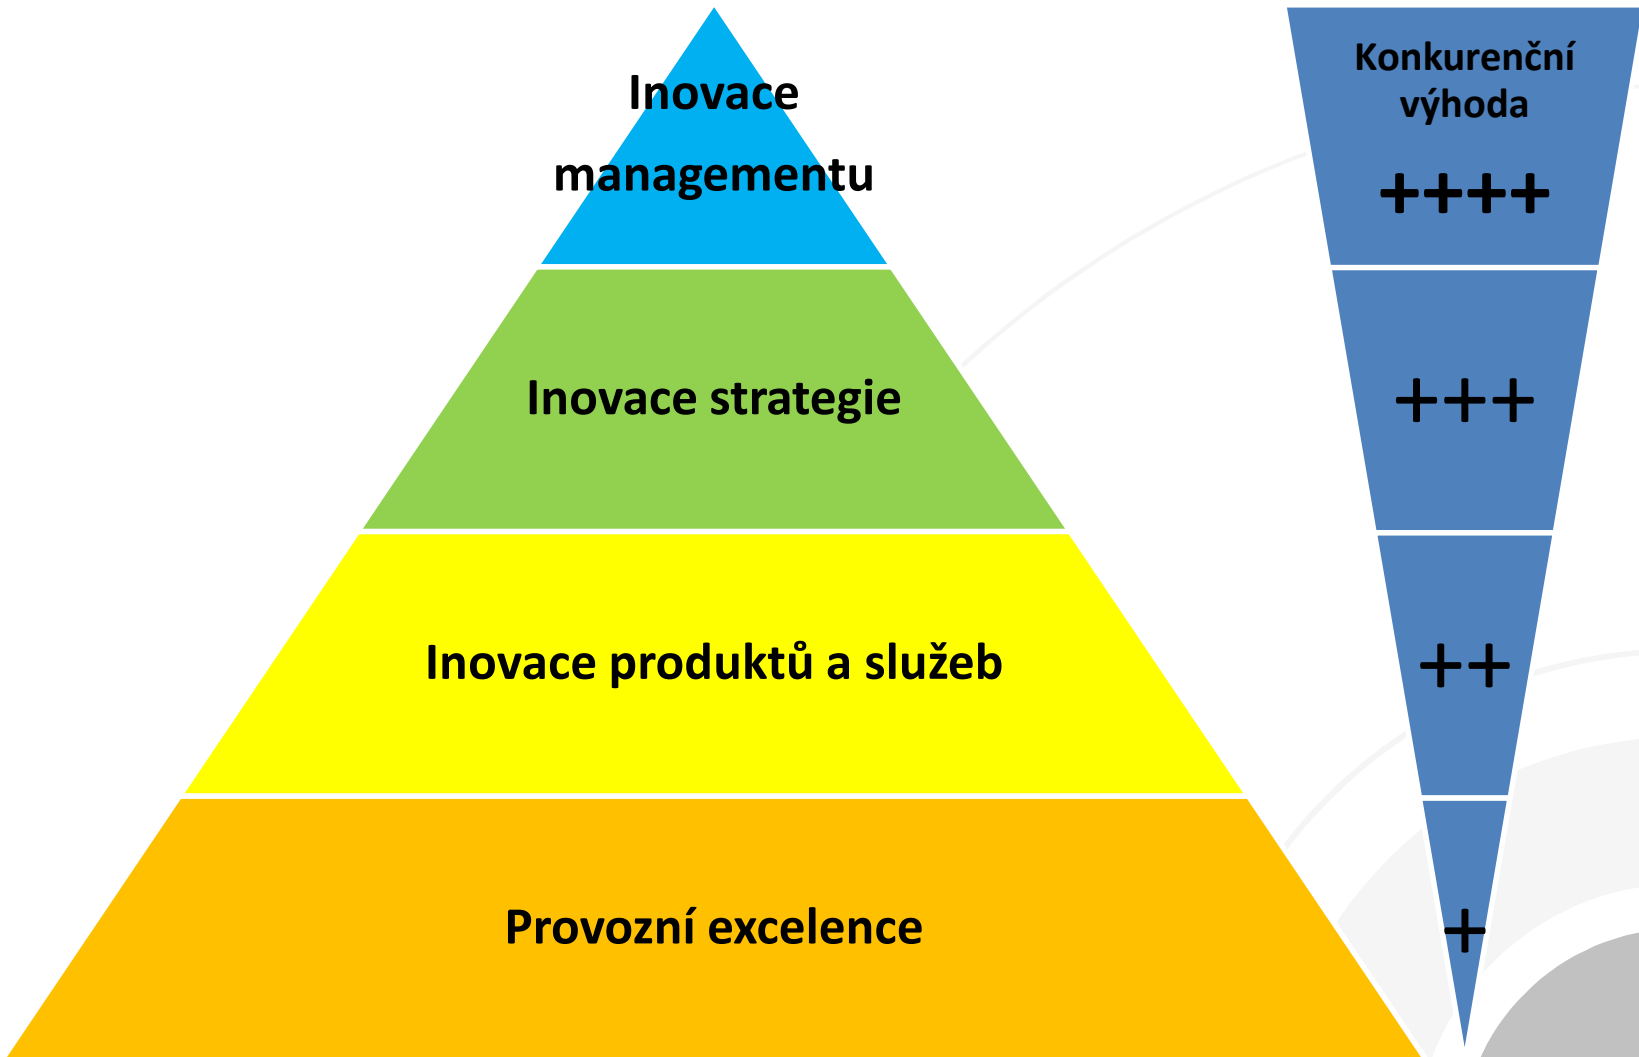 Inovace
managementu
Konkurenční
výhoda
++++
Inovace strategie
+++
Inovace produktů a služeb
++
Provozní excelence
+